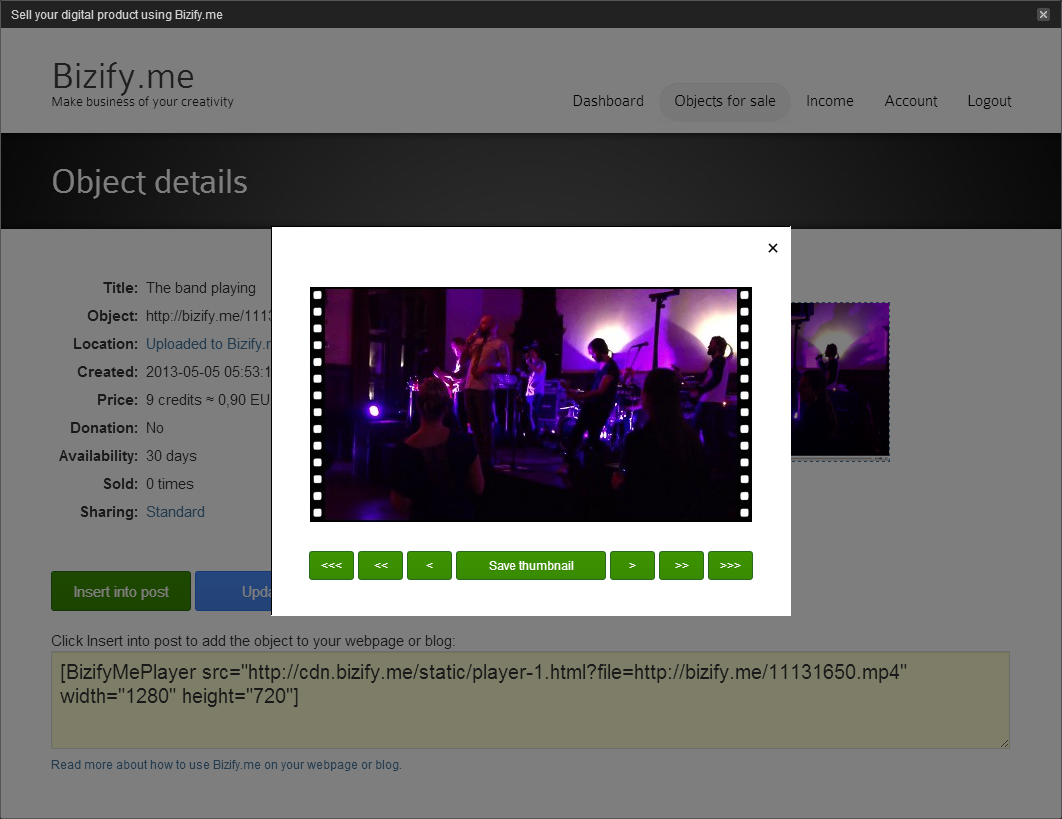 Sell your digital product using Bizify.me
Bizify.me
Make business of your creativity
Dashboard Objects for sale Income Account Logout
Object details
Title: The band playing
Object: http://bizify.me/1113
Location: Uploaded to Bizify.
Created: 2013-05-05 05:53:1
Price: 9 credits ≈ 0,90 EU
Donation: No
Availability: 30 days
Sold: 0 times
Sharing: Standard
<<< << < Save thumbnail > >> >>>
Insert into post Upda
Click Insert into post to add the object to your webpage or blog:
[BizifyMePlayer src="http://cdn.bizify.me/static/player-1.html?file=http://bizify.me/11131650.mp4"
width="1280" height="720"]
Read more about how to use Bizify.me on your webpage or blog.